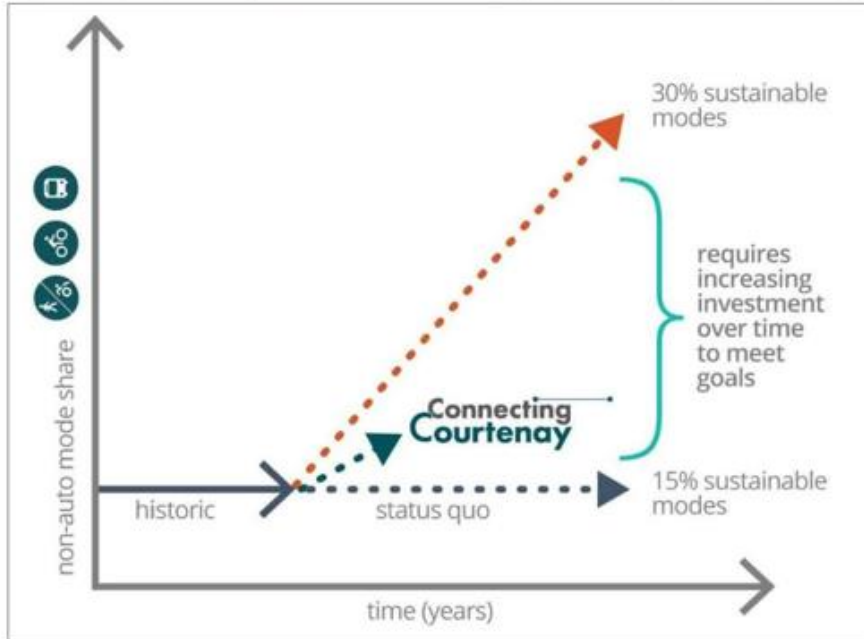 30% sustainable
modes
requires
increasing
investment
over time
to meet
goals
Connecting
Courtenay
15% sustainable
modes
historic
status quo
non-auto mode share
time (years)